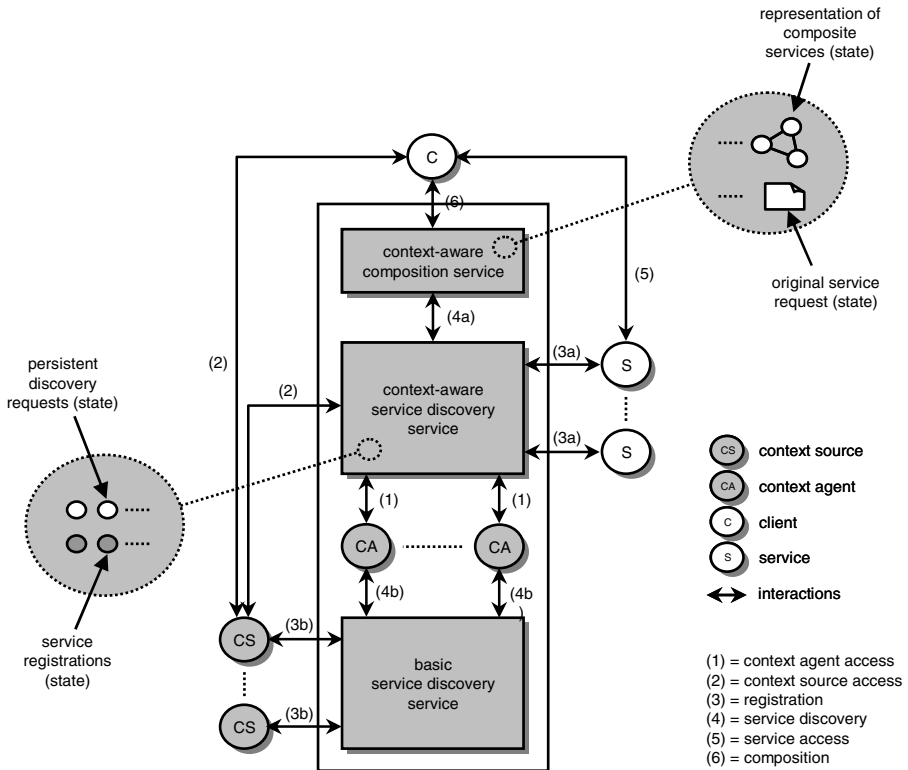 representation of
composite
services (state)
C
(6)
context-aware
composition service
original service
request (state)
(5)
(4a)
(2)
persistent
discovery
requests (state)
(2)
context-aware
service discovery
service
(3a)
S
(3a)
S
(1)
(1)
CA
CA
(4b)
(4b
)
service
registrations
(state)
CS
(3b)
basic
service discovery
service
CS
(3b)
CS context source
CA context agent
C client
S service
interactions
(1) = context agent access
(2) = context source access
(3) = registration
(4) = service discovery
(5) = service access
(6) = composition